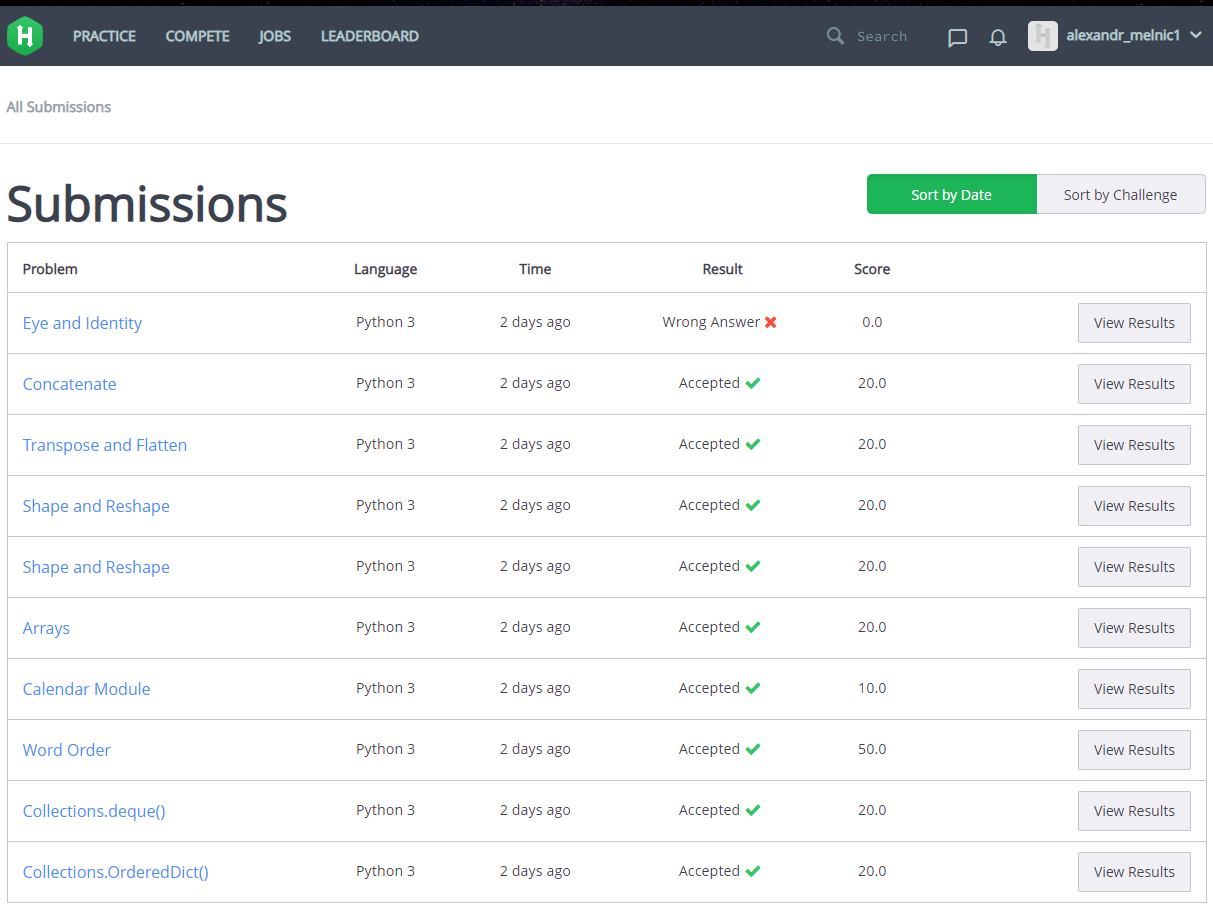 H PRACTICE COMPETE JOBS LEADERBOARD Search H alexandr_melnic1
All Submissions
Submissions Sort by Date Sort by Challenge
Problem Language Time Result Score
Eye and Identity Python 3 2 days ago Wrong Answer 0.0 View Results
Concatenate Python 3 2 days ago Accepted 20.0 View Results
Transpose and Flatten Python 3 2 days ago Accepted 20.0 View Results
Shape and Reshape Python 3 2 days ago Accepted 20.0 View Results
Shape and Reshape Python 3 2 days ago Accepted 20.0 View Results
Arrays Python 3 2 days ago Accepted 20.0 View Results
Calendar Module Python 3 2 days ago Accepted 10.0 View Results
Word Order Python 3 2 days ago Accepted 50.0 View Results
Collections.deque() Python 3 2 days ago Accepted 20.0 View Results
Collections.OrderedDict() Python 3 2 days ago Accepted 20.0 View Results